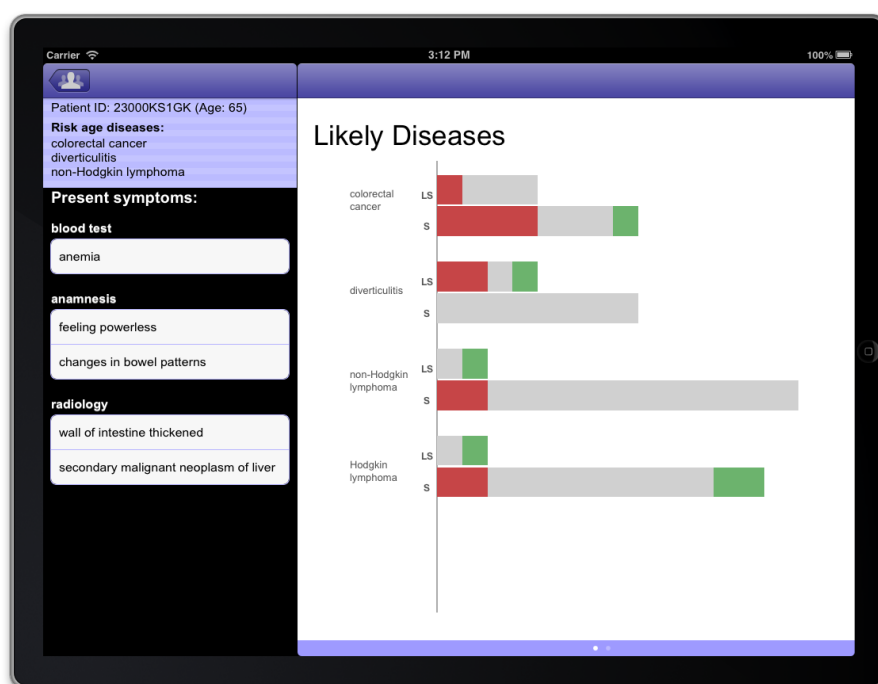 Carrier
3:12 PM
100%
Patient ID: 23000KS1GK (Age: 65)
Risk age diseases:
colorectal cancer
diverticulitis
non-Hodgkin lymphoma
Present symptoms:
blood test
anemia
anamnesis
feeling powerless
changes in bowel patterns
radiology
wall of intestine thickened
secondary malignant neoplasm of liver
Likely Diseases
colorectal
cancer
LS
S
diverticulitis
LS
S
non-Hodgkin
lymphoma
LS
S
Hodgkin
lymphoma
LS
S